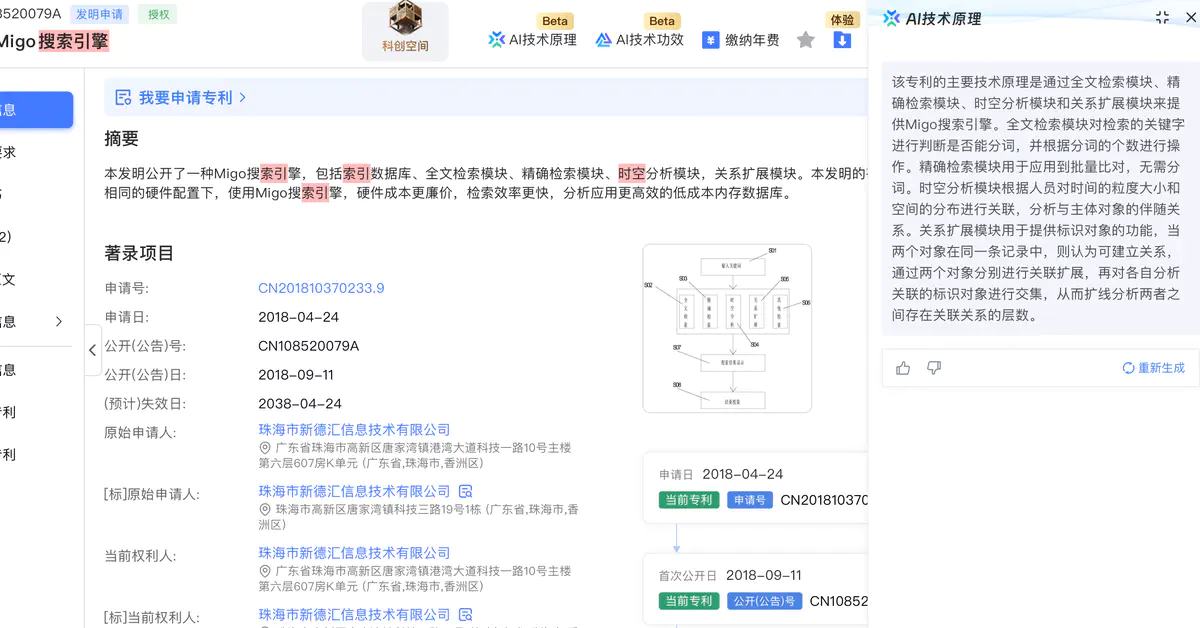 8520079A 发明申请 授权
Migo搜索引擎
科创空间
Beta
AI技术原理
Beta
AI技术功效
缴纳年费
体验
信息
要求
2)
文
信息
信息
专利
专利
我要申请专利
摘要
本发明公开了一种Migo搜索引擎，包括索引数据库、全文检索模块、精确检索模块、时空分析模块，关系扩展模块。本发明的
相同的硬件配置下，使用Migo搜索引擎，硬件成本更廉价，检索效率更快，分析应用更高效的低成本内存数据库。
著录项目
申请号: CN201810370233.9
申请日: 2018-04-24
公开(公告)号: CN108520079A
公开(公告)日: 2018-09-11
(预计)失效日: 2038-04-24
原始申请人: 珠海市新德汇信息技术有限公司
广东省珠海市高新区唐家湾镇港湾大道科技一路10号主楼
第六层607房K单元 (广东省,珠海市,香洲区)
[标]原始申请人: 珠海市新德汇信息技术有限公司
珠海市高新区唐家湾镇科技三路19号1栋 (广东省,珠海市,香
洲区)
当前权利人: 珠海市新德汇信息技术有限公司
广东省珠海市高新区唐家湾镇港湾大道科技一路10号主楼
第六层607房K单元 (广东省,珠海市,香洲区)
[标]当前权利人: 珠海市新德汇信息技术有限公司
S01
输入关键词
S02
S03
S05
S06
全文检索
精确检索
时空分析
关系扩展
S04
S07
搜索结果显示
S08
结束检索
申请日 2018-04-24
当前专利 申请号 CN201810370
首次公开日 2018-09-11
当前专利 公开(公告)号 CN10852
AI技术原理
该专利的主要技术原理是通过全文检索模块、精
确检索模块、时空分析模块和关系扩展模块来提
供Migo搜索引擎。全文检索模块对检索的关键字
进行判断是否能分词，并根据分词的个数进行操
作。精确检索模块用于应用到批量比对，无需分
词。时空分析模块根据人员对时间的粒度大小和
空间的分布进行关联，分析与主体对象的伴随关
系。关系扩展模块用于提供标识对象的功能，当
两个对象在同一条记录中，则认为可建立关系，
通过两个对象分别进行关联扩展，再对各自分析
关联的标识对象进行交集，从而扩线分析两者之
间存在关联关系的层数。
重新生成